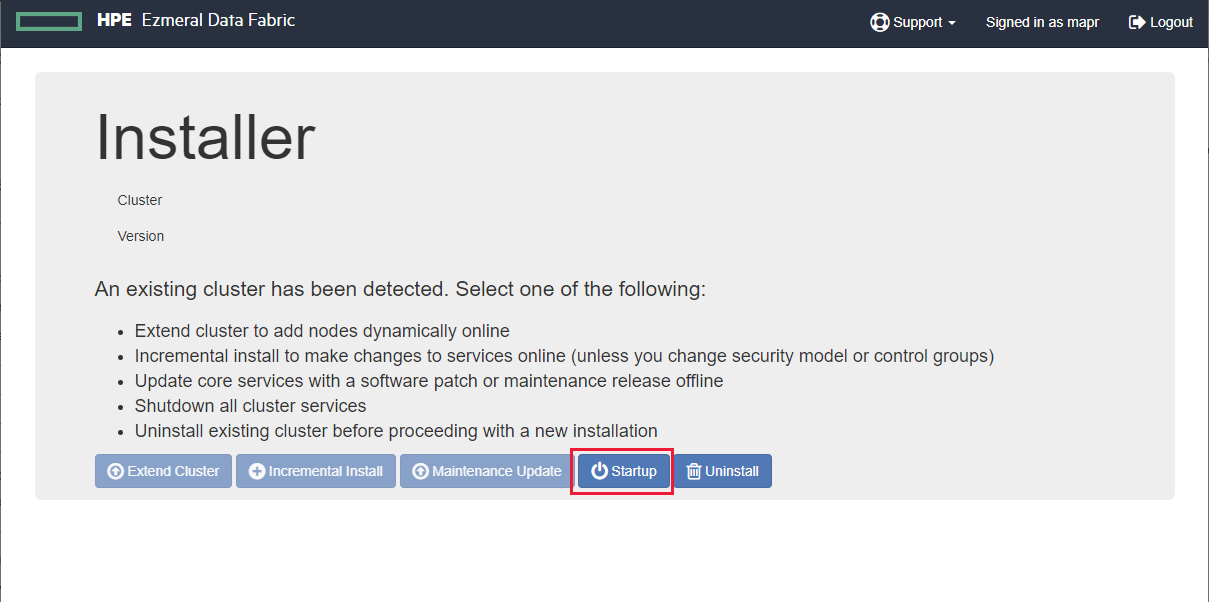 HPE Ezmeral Data Fabric Support Signed in as mapr Logout
Installer
Cluster
Version
An existing cluster has been detected. Select one of the following:
Extend cluster to add nodes dynamically online
Incremental install to make changes to services online (unless you change security model or control groups)
Update core services with a software patch or maintenance release offline
Shutdown all cluster services
Uninstall existing cluster before proceeding with a new installation
Extend Cluster Incremental Install Maintenance Update Startup Uninstall